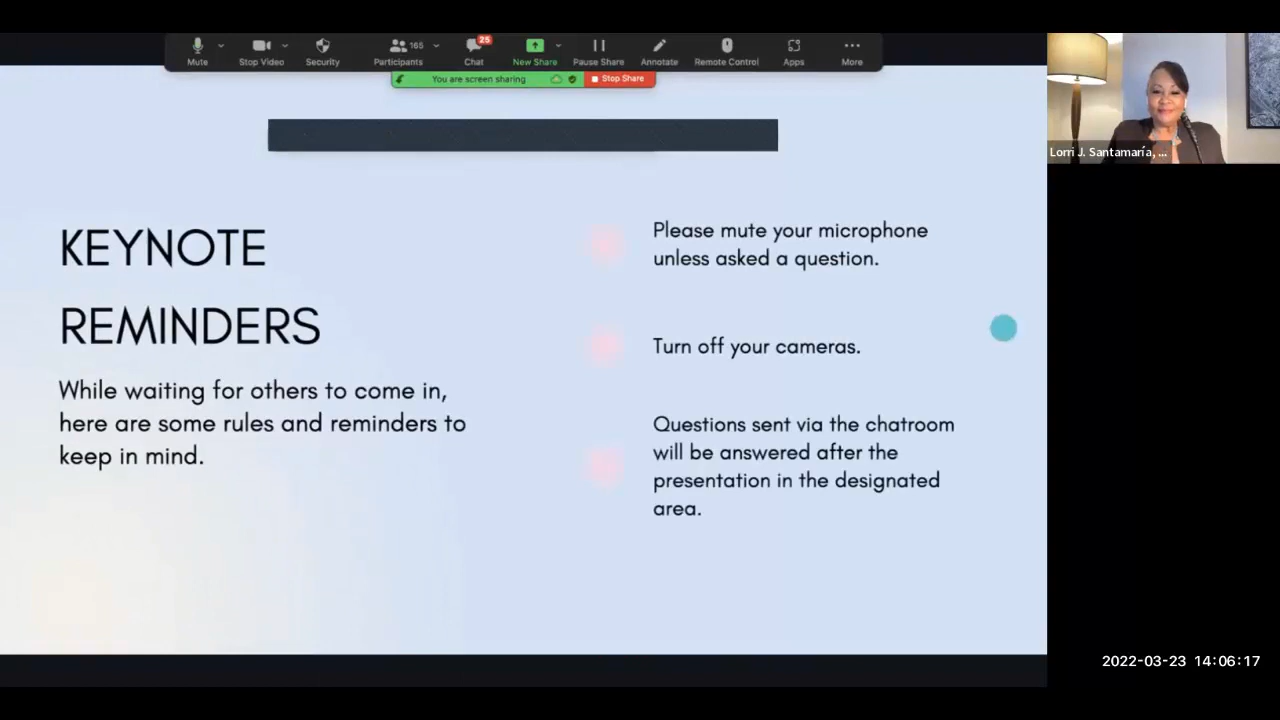 Mute
Stop Video
Security
165
Participants
25
Chat
New Share
Pause Share
Annotate
Remote Control
Apps
More
You are screen sharing
Stop Share
Lorri J. Santamaría, ...
KEYNOTE
REMINDERS
While waiting for others to come in,
here are some rules and reminders to
keep in mind.
Please mute your microphone
unless asked a question.
Turn off your cameras.
Questions sent via the chatroom
will be answered after the
presentation in the designated
area.
2022-03-23 14:06:17